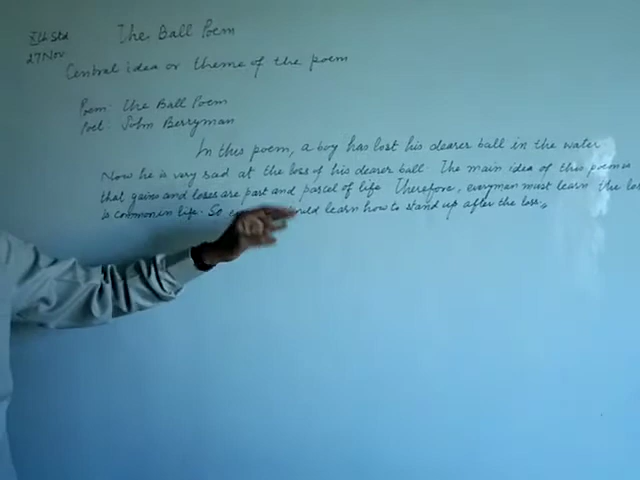 Xth Std The Ball Poem
27 Nov
Central idea or theme of the poem
Poem: The Ball Poem
Poet: John Berryman
In this poem, a boy has lost his dearer ball in the water
Now he is very sad at the loss of his dearer ball. The main idea of this poem is
that gains and loses are part and parcel of life. Therefore, everyman must learn the
is common in life. So learn how to stand up after the loss.